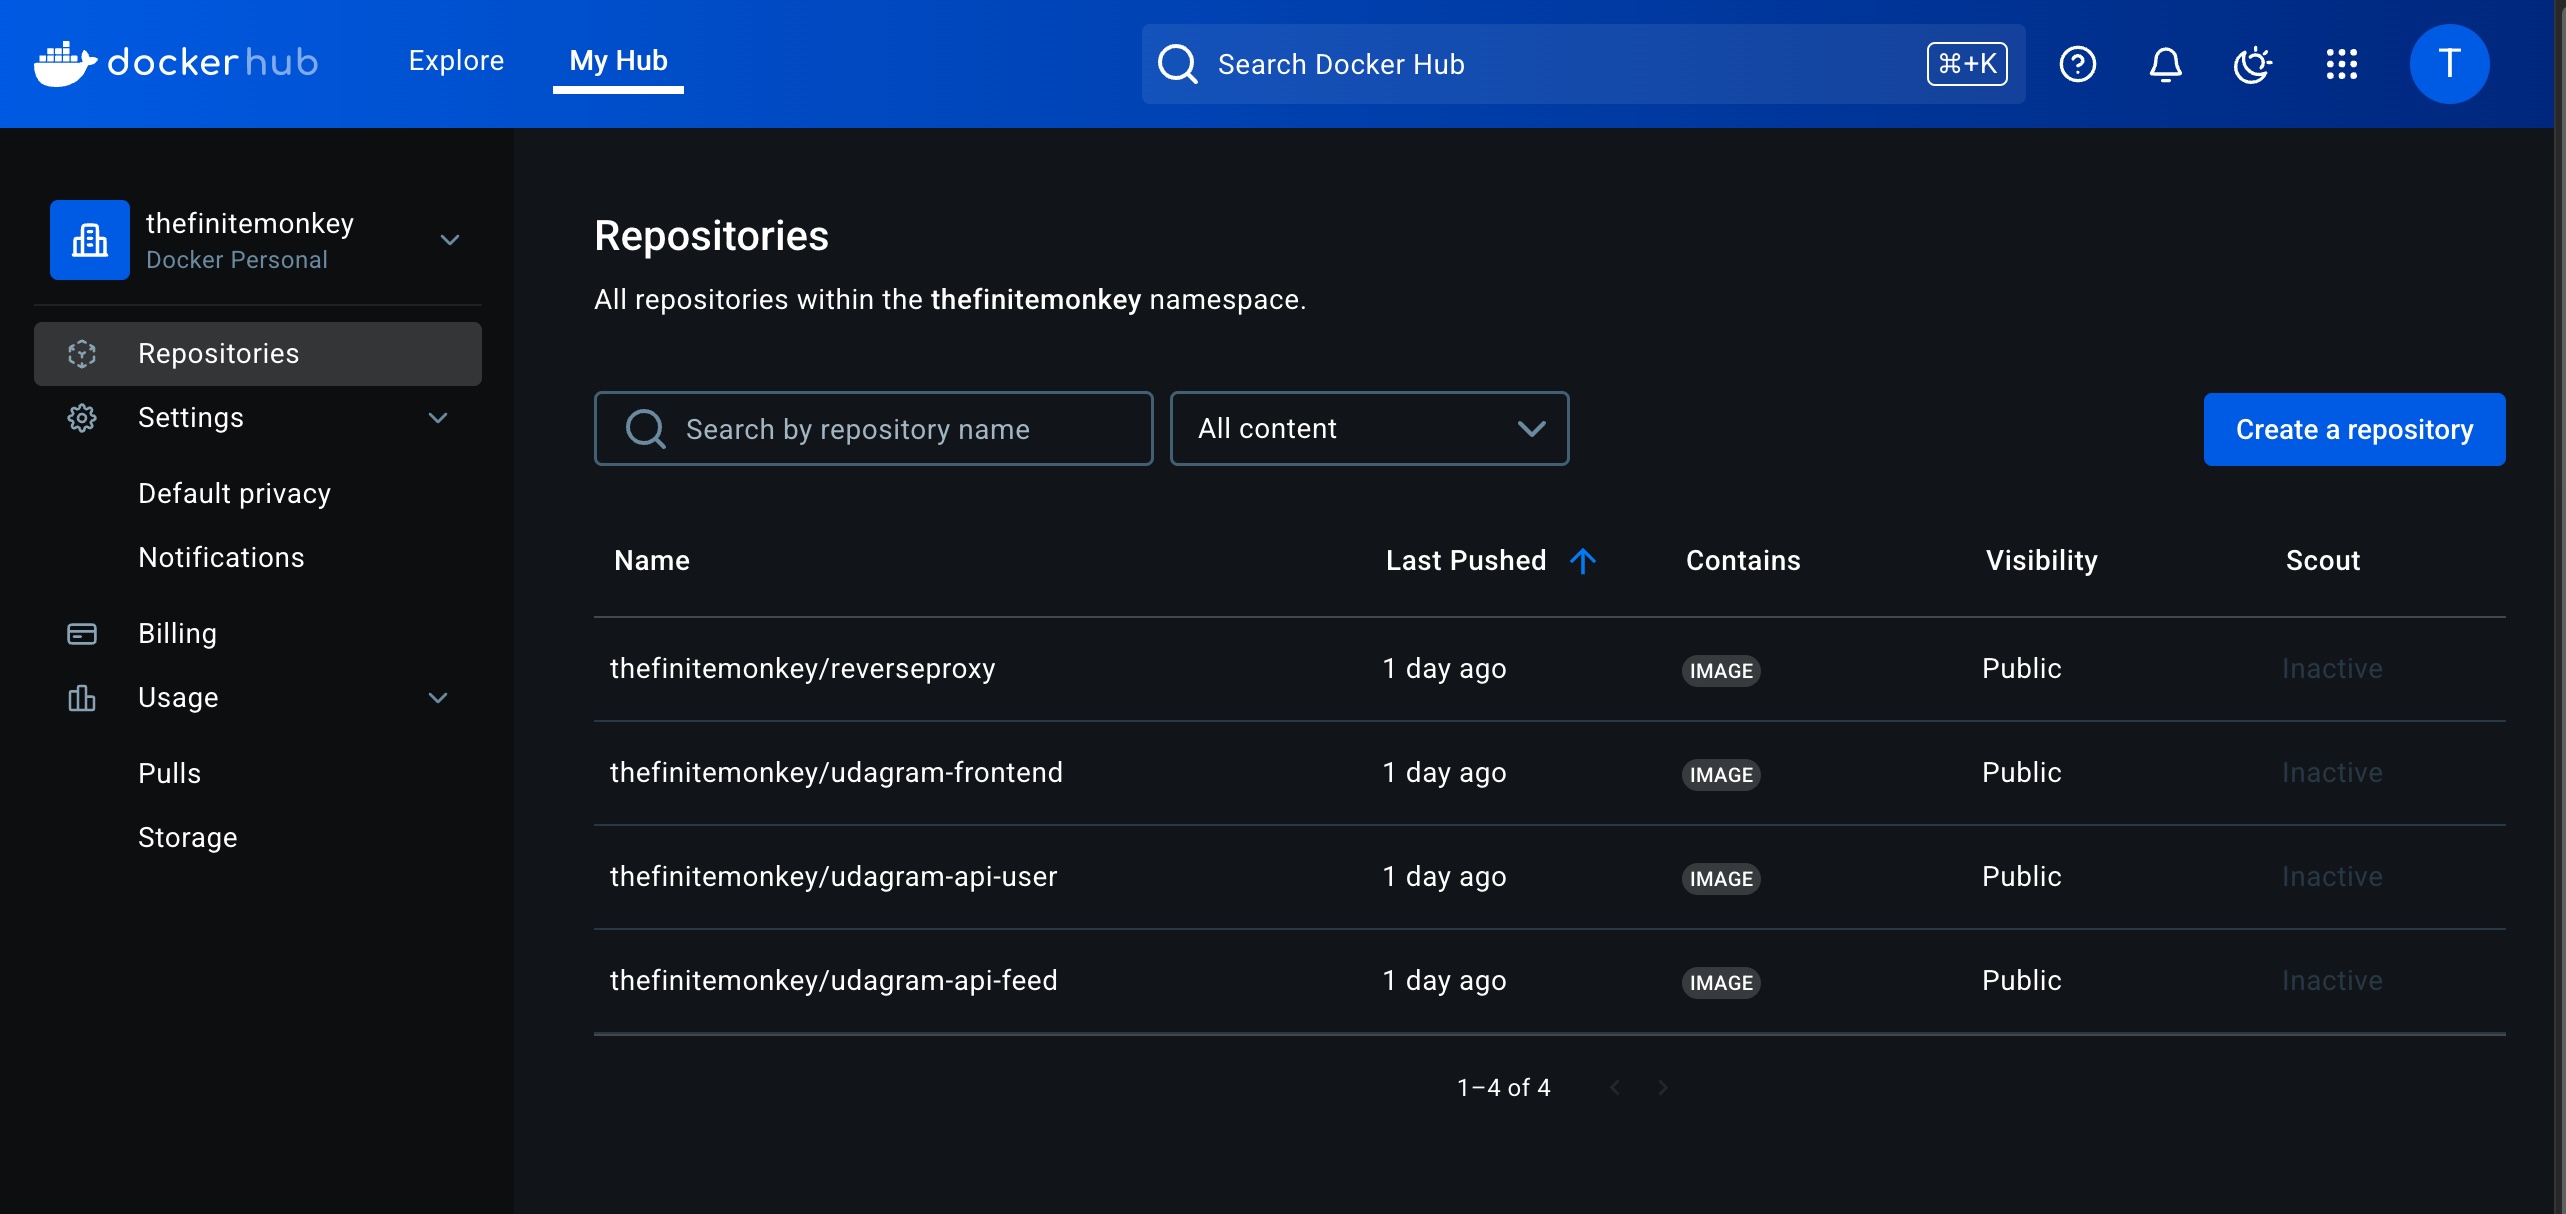 dockerhub Explore My Hub Search Docker Hub ⌘+K T
thefinitemonkey
Docker Personal
Repositories
Settings
Default privacy
Notifications
Billing
Usage
Pulls
Storage
Repositories
All repositories within the thefinitemonkey namespace.
Search by repository name All content Create a repository
Name Last Pushed Contains Visibility Scout
thefinitemonkey/reverseproxy 1 day ago IMAGE Public Inactive
thefinitemonkey/udagram-frontend 1 day ago IMAGE Public Inactive
thefinitemonkey/udagram-api-user 1 day ago IMAGE Public Inactive
thefinitemonkey/udagram-api-feed 1 day ago IMAGE Public Inactive
1–4 of 4